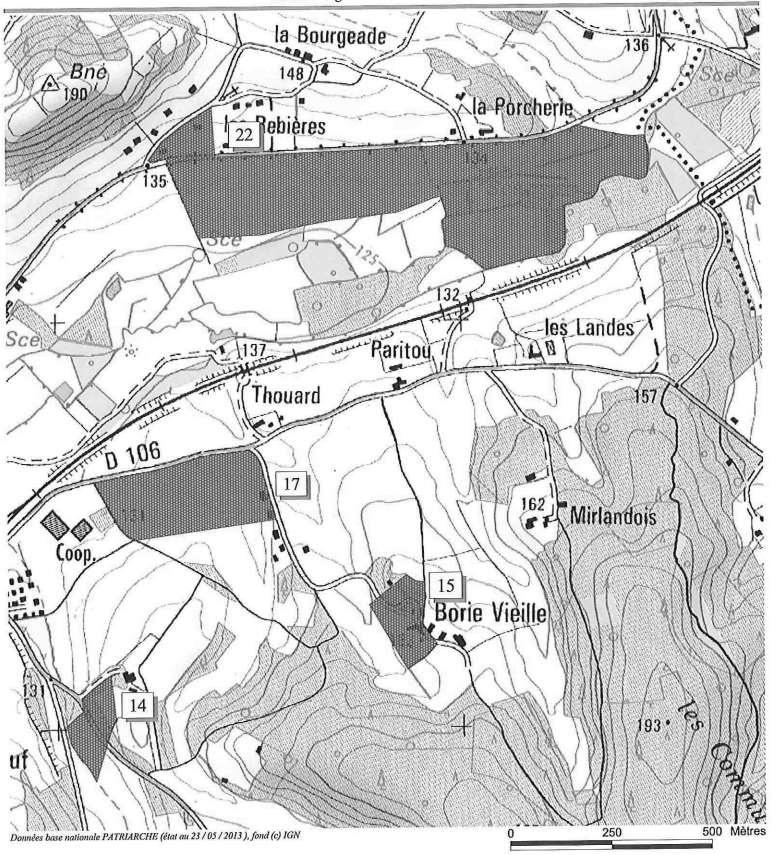 la Bourgeade
136
Bne
148
Sce
190
la Porcherie
22
Rebières
134
135
Sce
125
132
les Landes
Sce
137
Paritou
Thouard
157
D 106
17
162
Mirlandois
131
Coop.
15
Borie Vieille
131
14
193
les Commu
uf
Données base nationale PATRIARCHE (état au 23 / 05 / 2013 ), fond (c) IGN
0 250 500 Mètres